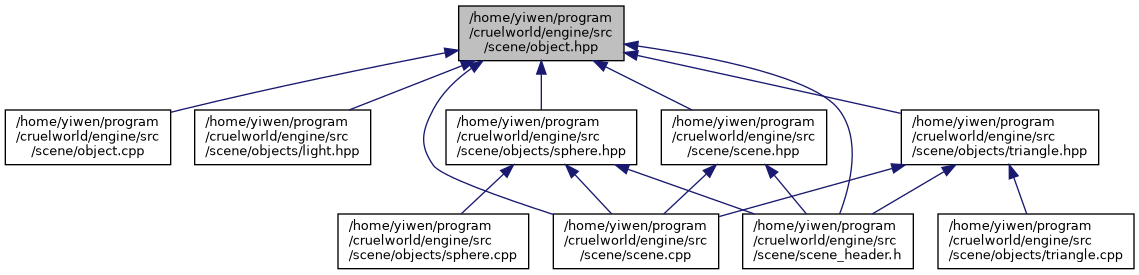 /home/yiwen/program
/cruelworld/engine/src
/scene/object.hpp
/home/yiwen/program
/cruelworld/engine/src
/scene/object.cpp
/home/yiwen/program
/cruelworld/engine/src
/scene/objects/light.hpp
/home/yiwen/program
/cruelworld/engine/src
/scene/objects/sphere.hpp
/home/yiwen/program
/cruelworld/engine/src
/scene/scene.hpp
/home/yiwen/program
/cruelworld/engine/src
/scene/objects/triangle.hpp
/home/yiwen/program
/cruelworld/engine/src
/scene/objects/sphere.cpp
/home/yiwen/program
/cruelworld/engine/src
/scene/scene.cpp
/home/yiwen/program
/cruelworld/engine/src
/scene/scene_header.h
/home/yiwen/program
/cruelworld/engine/src
/scene/objects/triangle.cpp